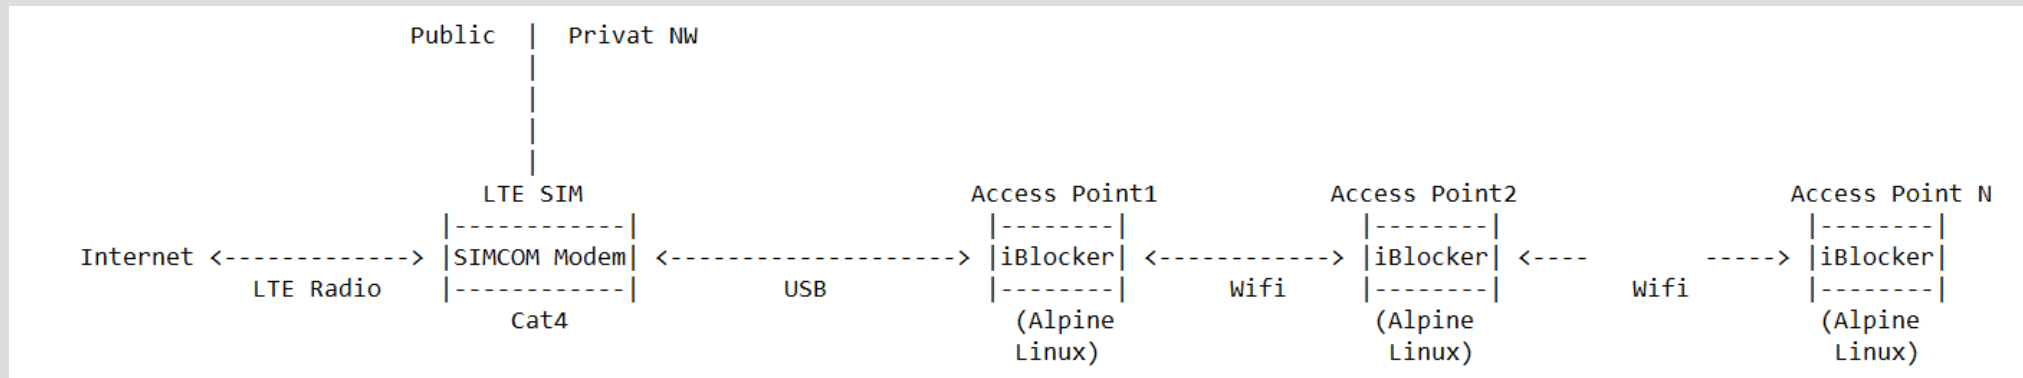 Public | Privat NW
|
|
|
|
LTE SIM Access Point1 Access Point2 Access Point N
|------------| |--------| |--------| |--------|
Internet <-------------> |SIMCOM Modem| <--------------------> |iBlocker| <------------> |iBlocker| <---- -----> |iBlocker|
LTE Radio |------------| USB |--------| Wifi |--------| Wifi |--------|
Cat4 (Alpine (Alpine (Alpine
Linux) Linux) Linux)